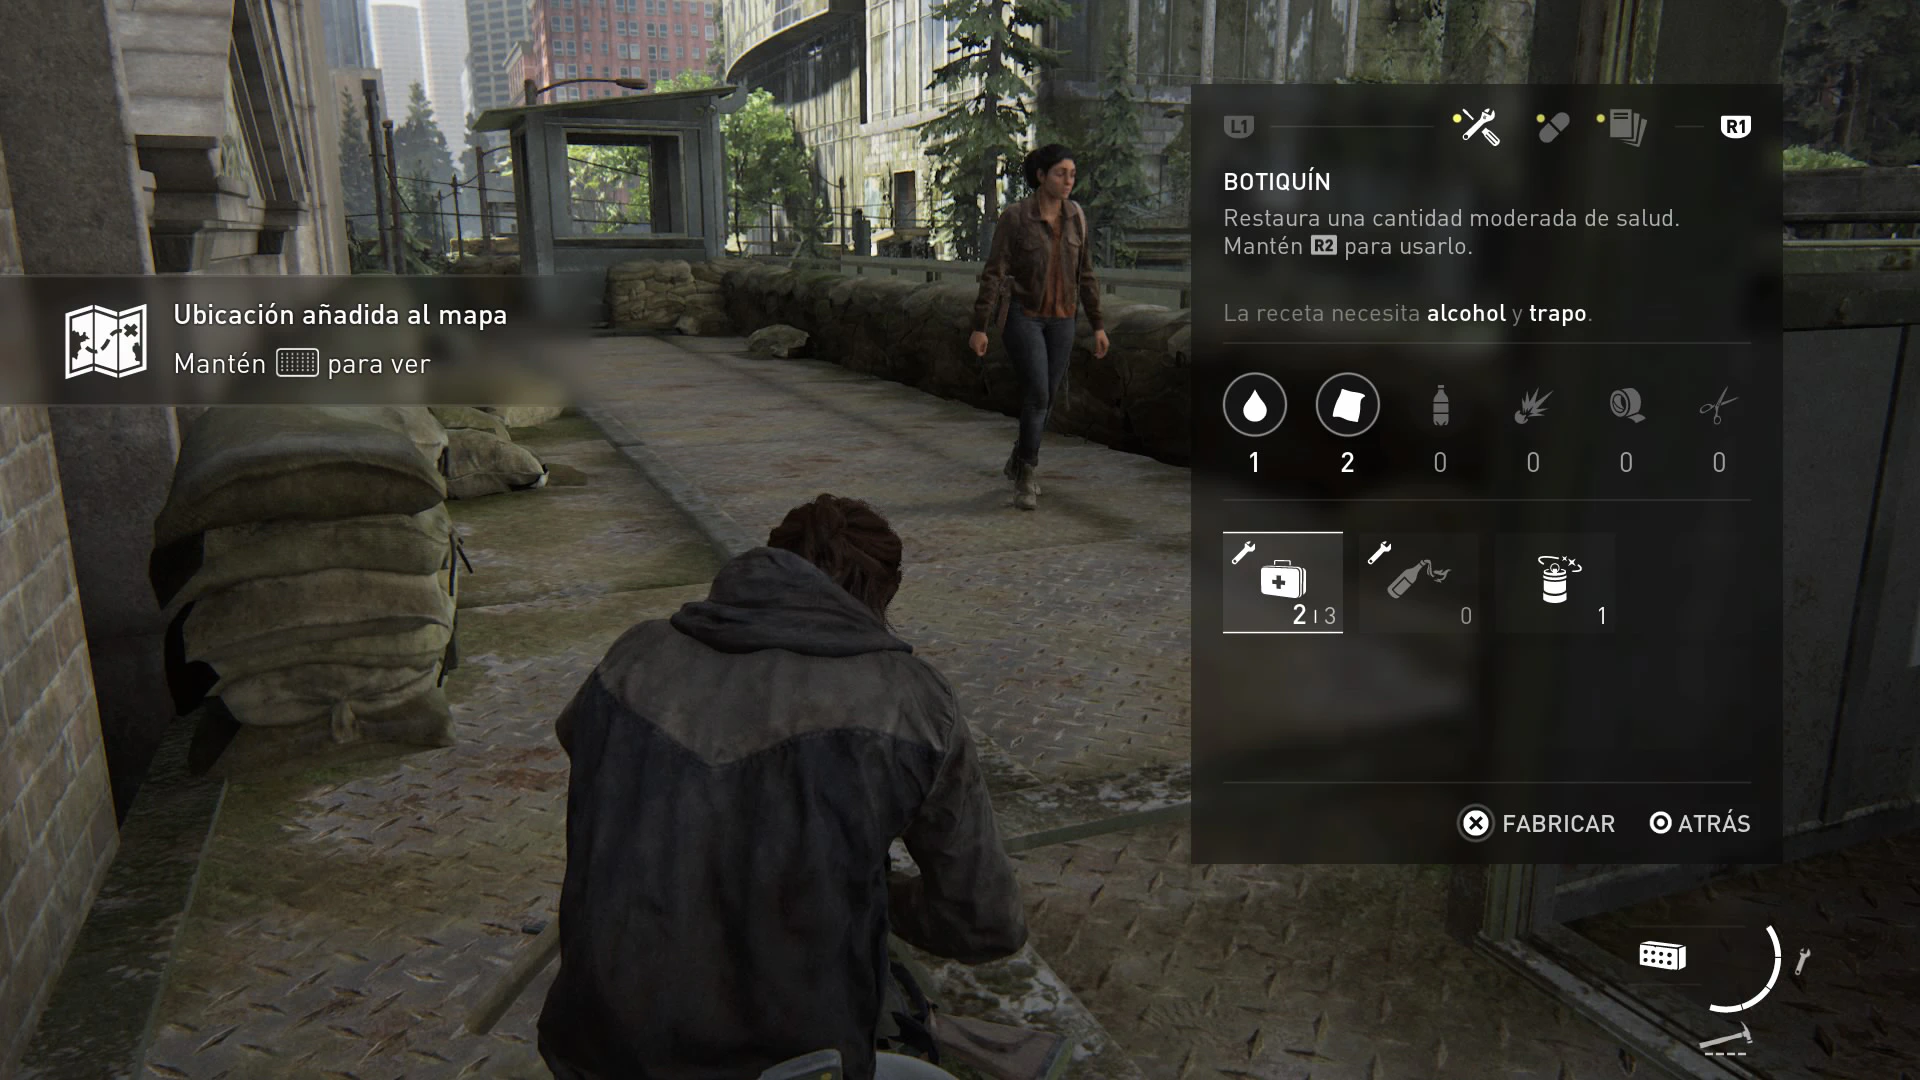 L1
R1
BOTIQUÍN
Restaura una cantidad moderada de salud.
Mantén R2 para usarlo.
Ubicación añadida al mapa
La receta necesita alcohol y trapo.
Mantén para ver
1 2 0 0 0 0
2 | 3 0 1
FABRICAR ATRÁS